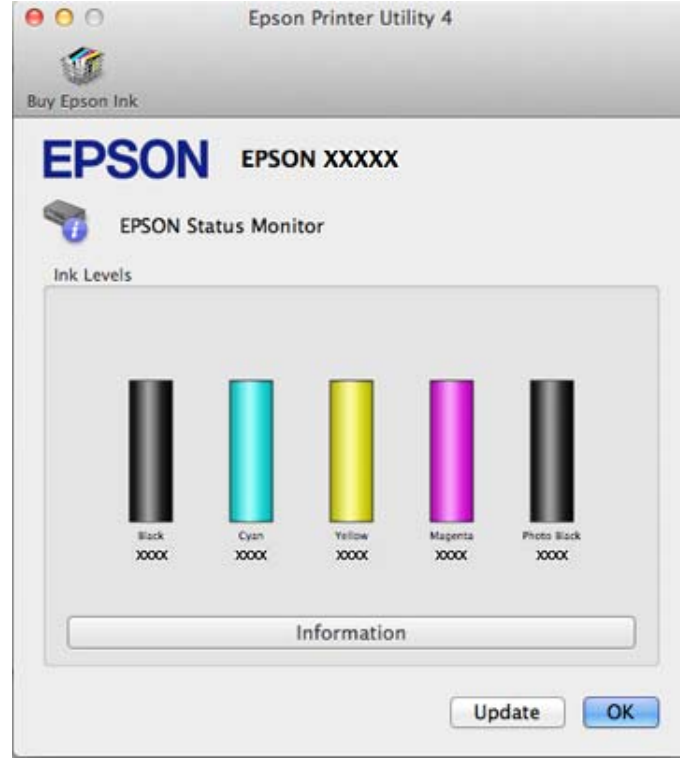 Epson Printer Utility 4
Buy Epson Ink
EPSON EPSON XXXXX
EPSON Status Monitor
Ink Levels
Black Cyan Yellow Magenta Photo Black
XXXX XXXX XXXX XXXX XXXX
Information
Update OK